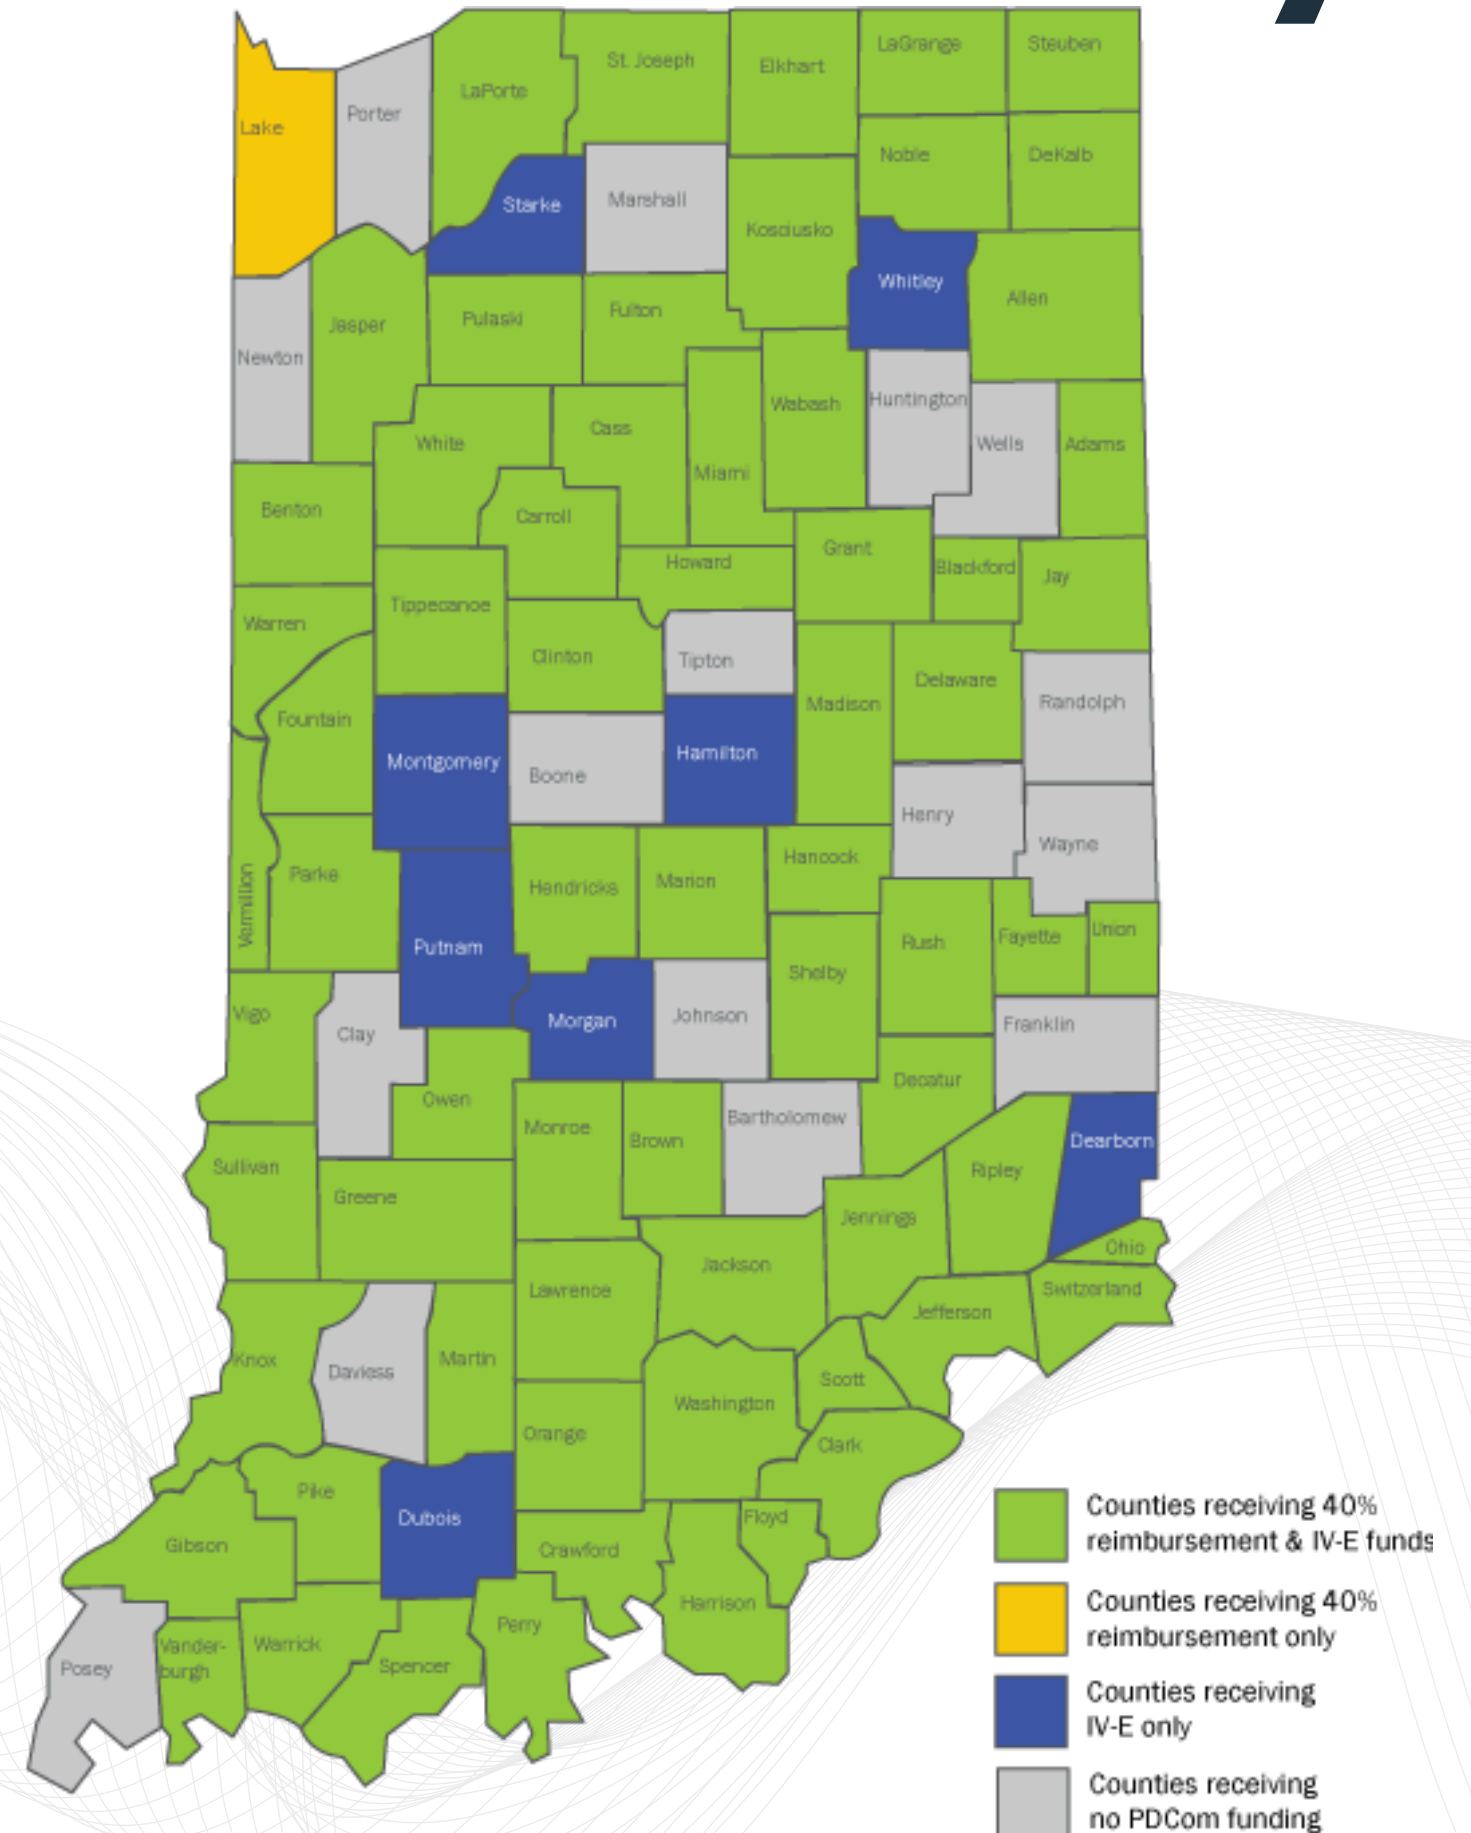 LaGrange
Steuben
St. Joseph
Elkhart
LaPorte
Porter
Lake
Noble
DeKalb
Starke
Marshall
Kosciusko
Whitley
Allen
Fulton
Pulaski
Jasper
Newton
Huntington
Wabash
Cass
White
Wells
Adams
Miami
Benton
Carroll
Grant
Howard
Blackford
Jay
Tippecanoe
Warren
Clinton
Tipton
Delaware
Randolph
Madison
Fountain
Montgomery
Hamilton
Boone
Henry
Wayne
Hancock
Parke
Hendricks
Marion
Vermillion
Putnam
Rush
Fayette
Union
Shelby
Vigo
Clay
Morgan
Johnson
Franklin
Decatur
Owen
Monroe
Brown
Bartholomew
Dearborn
Sullivan
Greene
Ripley
Jennings
Ohio
Jackson
Lawrence
Switzerland
Jefferson
Knox
Daviess
Martin
Scott
Washington
Orange
Clark
Pike
Dubois
Floyd
Gibson
Crawford
Harrison
Perry
Warrick
Vander-
burgh
Spencer
Posey
Counties receiving 40%
reimbursement & IV-E funds
Counties receiving 40%
reimbursement only
Counties receiving
IV-E only
Counties receiving
no PDCom funding